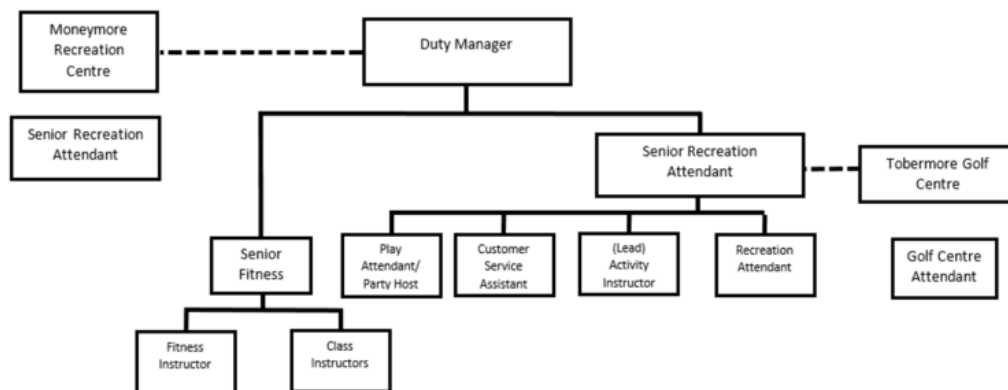 Moneymore
Recreation
Centre
Duty Manager
Senior Recreation
Attendant
Senior Recreation
Attendant
Tobermore Golf
Centre
Senior
Fitness
Play
Attendant/
Party Host
Customer
Service
Assistant
(Lead)
Activity
Instructor
Recreation
Attendant
Golf Centre
Attendant
Fitness
Instructor
Class
Instructors